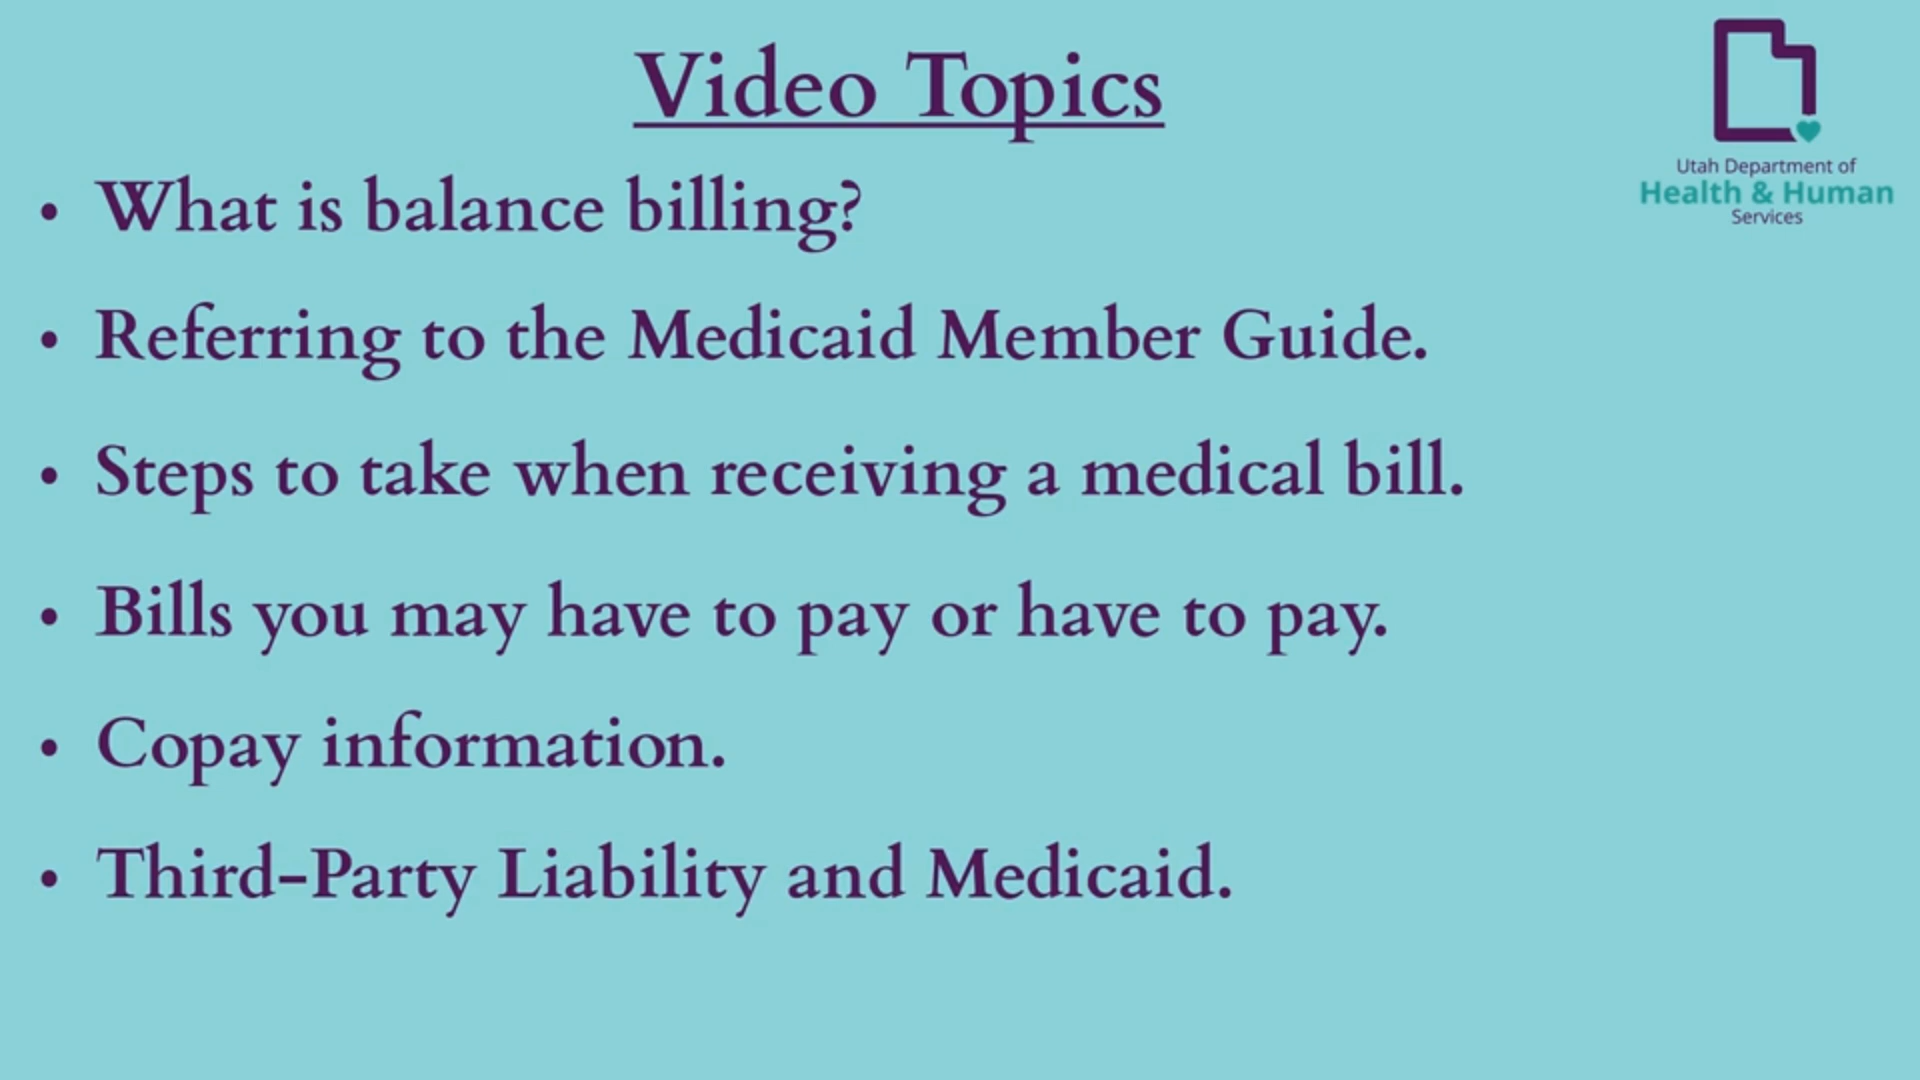 Video Topics
Utah Department of
Health & Human
Services
• What is balance billing?
• Referring to the Medicaid Member Guide.
• Steps to take when receiving a medical bill.
• Bills you may have to pay or have to pay.
• Copay information.
• Third-Party Liability and Medicaid.